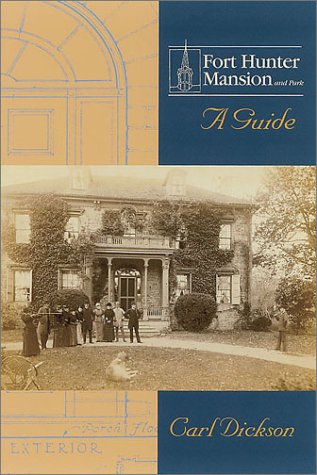 Fort Hunter
Mansion and Park
A Guide
Carl Dickson
Porch Floor
EXTERIOR